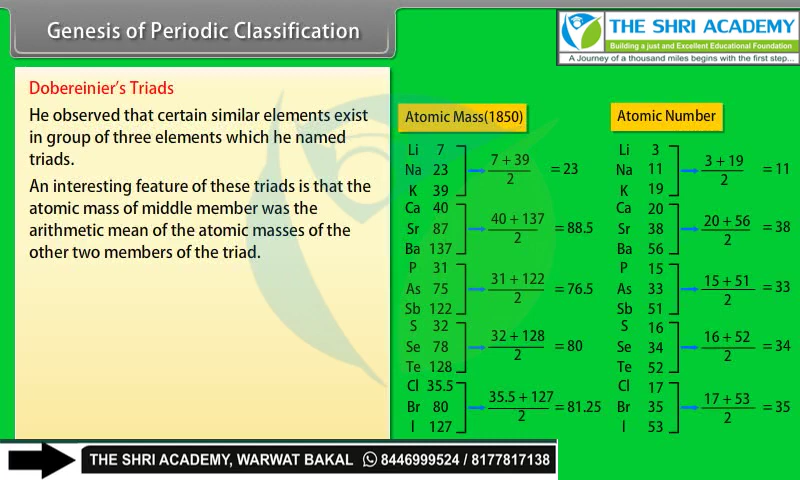 Genesis of Periodic Classification
THE SHRI ACADEMY
Building a just and Excellent Educational Foundation
A Journey of a thousand miles begins with the first step...
Dobereinier's Triads
He observed that certain similar elements exist
in group of three elements which he named
triads.
An interesting feature of these triads is that the
atomic mass of middle member was the
arithmetic mean of the atomic masses of the
other two members of the triad.
Atomic Mass(1850)
Li 7
Na 23
K 39
7 + 39
2
= 23
Ca 40
Sr 87
Ba 137
40 + 137
2
= 88.5
P 31
As 75
Sb 122
31 + 122
2
= 76.5
S 32
Se 78
Te 128
32 + 128
2
= 80
Cl 35.5
Br 80
I 127
35.5 + 127
2
= 81.25
Atomic Number
Li 3
Na 11
K 19
3 + 19
2
= 11
Ca 20
Sr 38
Ba 56
20 + 56
2
= 38
P 15
As 33
Sb 51
15 + 51
2
= 33
S 16
Se 34
Te 52
16 + 52
2
= 34
Cl 17
Br 35
I 53
17 + 53
2
= 35
THE SHRI ACADEMY, WARWAT BAKAL 8446999524 / 8177817138